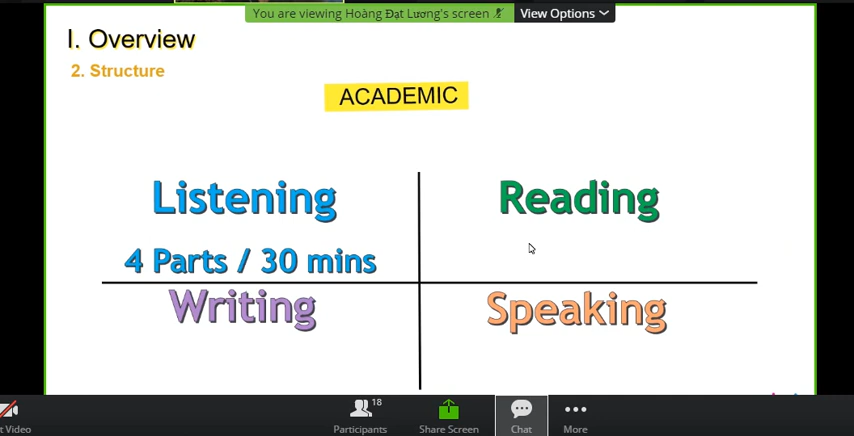 You are viewing Hoàng Đạt Lương's screen
View Options
I. Overview
2. Structure
ACADEMIC
Listening
Reading
4 Parts / 30 mins
Writing
Speaking
t Video
18
Participants
Share Screen
Chat
More